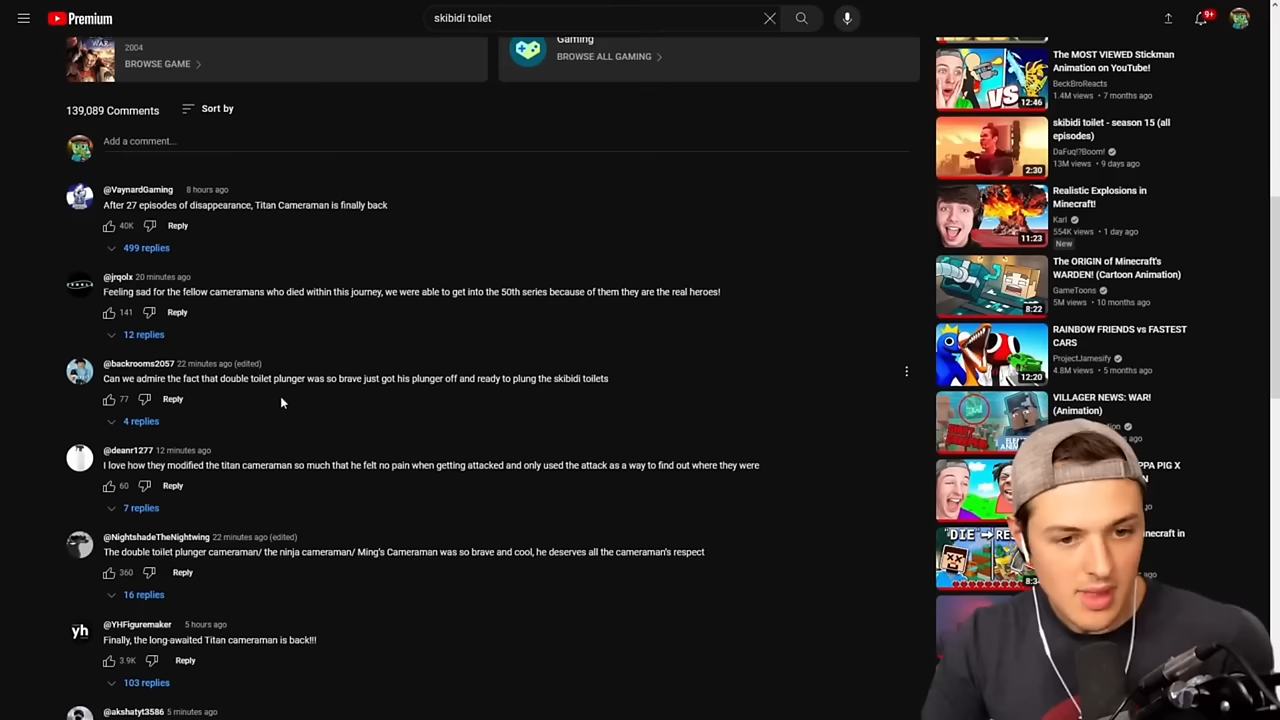 Premium
skibidi toilet
9+
2004
BROWSE GAME
Gaming
BROWSE ALL GAMING
139,089 Comments
Sort by
Add a comment...
@VaynardGaming 8 hours ago
After 27 episodes of disappearance, Titan Cameraman is finally back
40K Reply
499 replies
@jrqolx 20 minutes ago
Feeling sad for the fellow cameramans who died within this journey, we were able to get into the 50th series because of them they are the real heroes!
141 Reply
12 replies
@backrooms2057 22 minutes ago (edited)
Can we admire the fact that double toilet plunger was so brave just got his plunger off and ready to plung the skibidi toilets
77 Reply
4 replies
@deanr1277 12 minutes ago
I love how they modified the titan cameraman so much that he felt no pain when getting attacked and only used the attack as a way to find out where they were
60 Reply
7 replies
@NightshadeTheNightwing 22 minutes ago (edited)
The double toilet plunger cameraman/ the ninja cameraman/ Ming's Cameraman was so brave and cool, he deserves all the cameraman's respect
360 Reply
16 replies
yh
@YHFiguremaker 5 hours ago
Finally, the long-awaited Titan cameraman is back!!!
3.9K Reply
103 replies
@akshatyt3586 5 minutes ago
VS
12:46
The MOST VIEWED Stickman
Animation on YouTube!
BeckBroReacts
1.4M views • 7 months ago
2:30
skibidi toilet - season 15 (all
episodes)
DaFuq!?Boom!
13M views • 9 days ago
11:23
Realistic Explosions in
Minecraft!
Karl
554K views • 1 day ago
New
8:22
The ORIGIN of Minecraft's
WARDEN! (Cartoon Animation)
GameToons
5M views • 10 months ago
12:20
RAINBOW FRIENDS vs FASTEST
CARS
ProjectJamesify
4.8M views • 5 months ago
VILLAGER NEWS: WAR!
(Animation)
ago
PPA PIG X
"DIE"
necraft in
ago